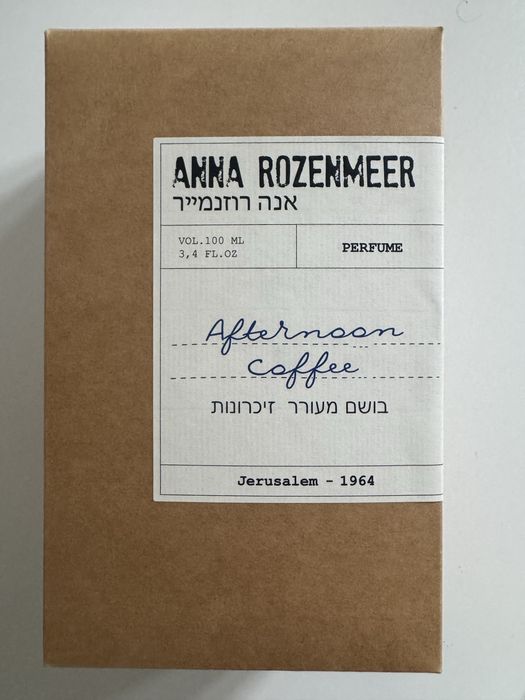 ANNA ROZENMEER
אנה רוזנמייר
VOL.100 ML
3,4 FL.OZ
PERFUME
Afternoon
Coffee
בושם מעורר זיכרונות
Jerusalem - 1964